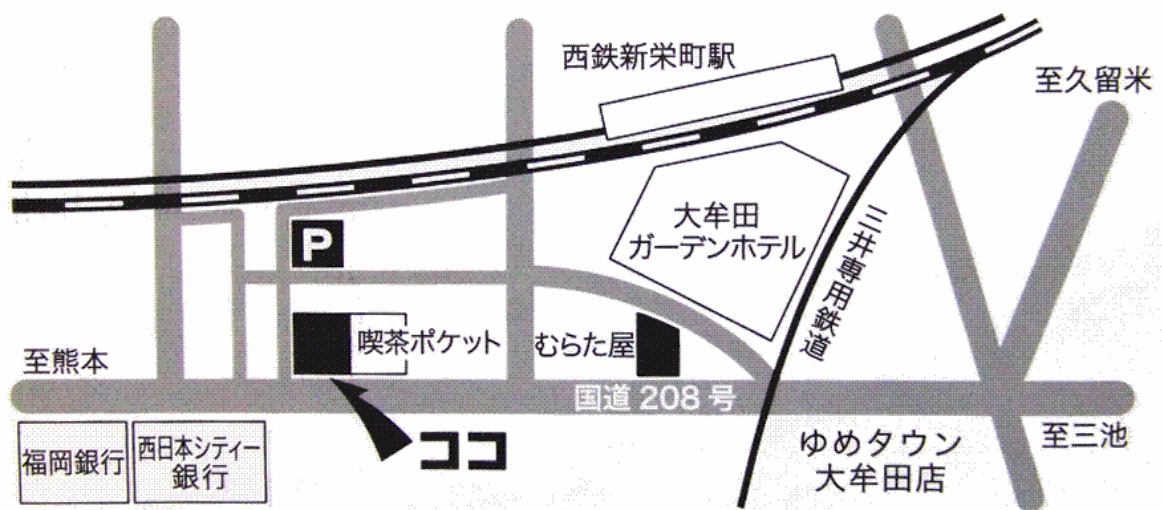 西鉄新栄町駅
至久留米
大牟田
ガーデンホテル
三井専用鉄道
P
喫茶ポケット
むらた屋
至熊本
国道208号
福岡銀行
西日本シティー
銀行
ココ
ゆめタウン
大牟田店
至三池